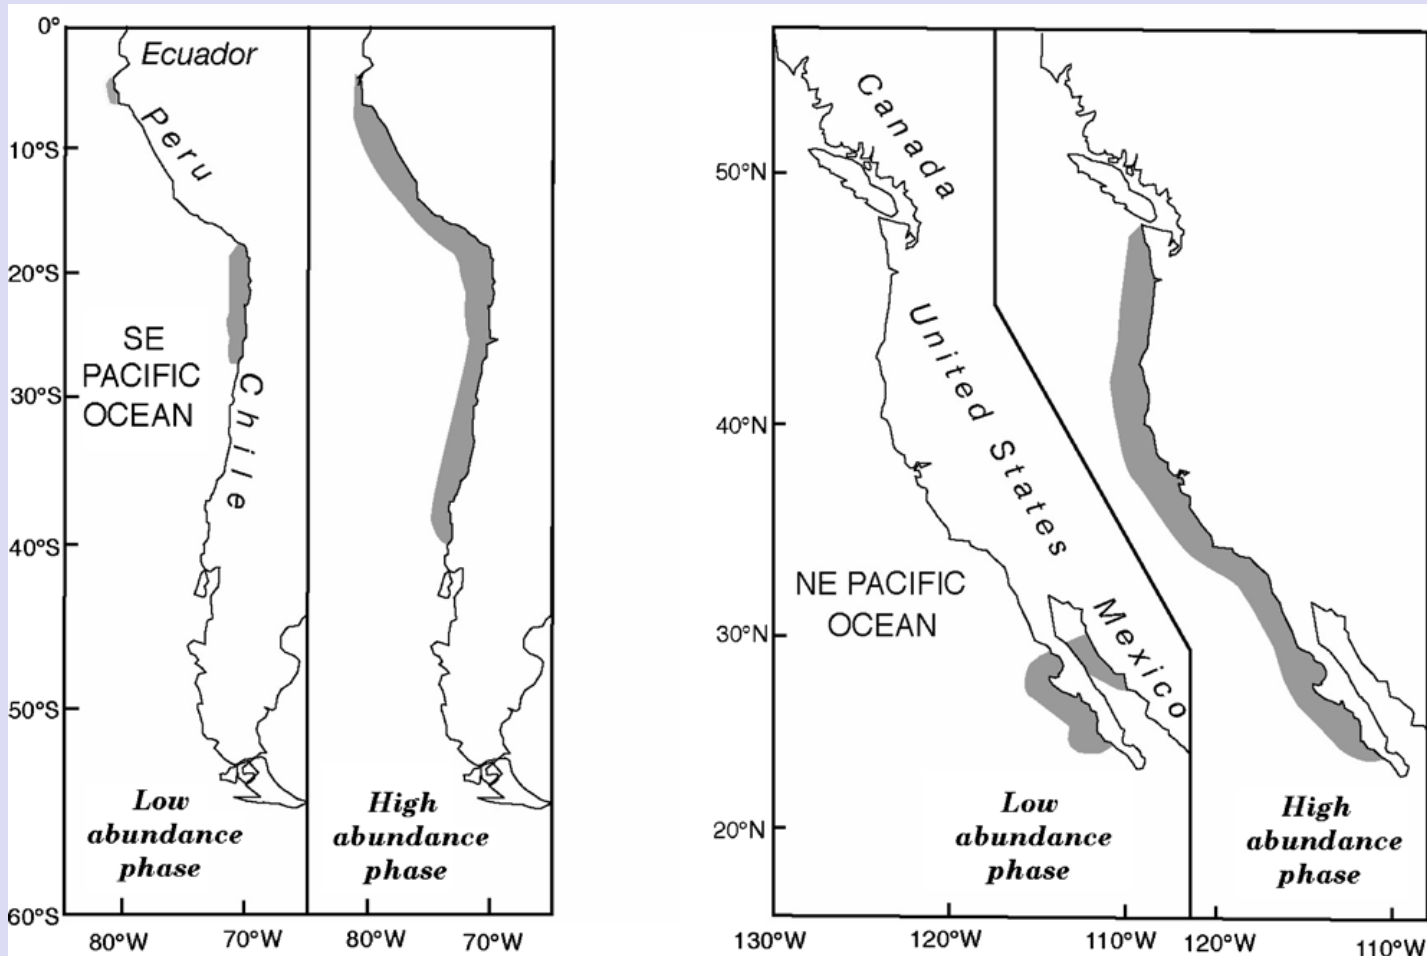 0°
10°S
20°S
30°S
40°S
50°S
60°S
80°W
70°W
80°W
70°W
Ecuador
Peru
Chile
SE
PACIFIC
OCEAN
Low
abundance
phase
High
abundance
phase
50°N
40°N
30°N
20°N
130°W
120°W
110°W
120°W
110°W
Canada
United States
Mexico
NE PACIFIC
OCEAN
Low
abundance
phase
High
abundance
phase